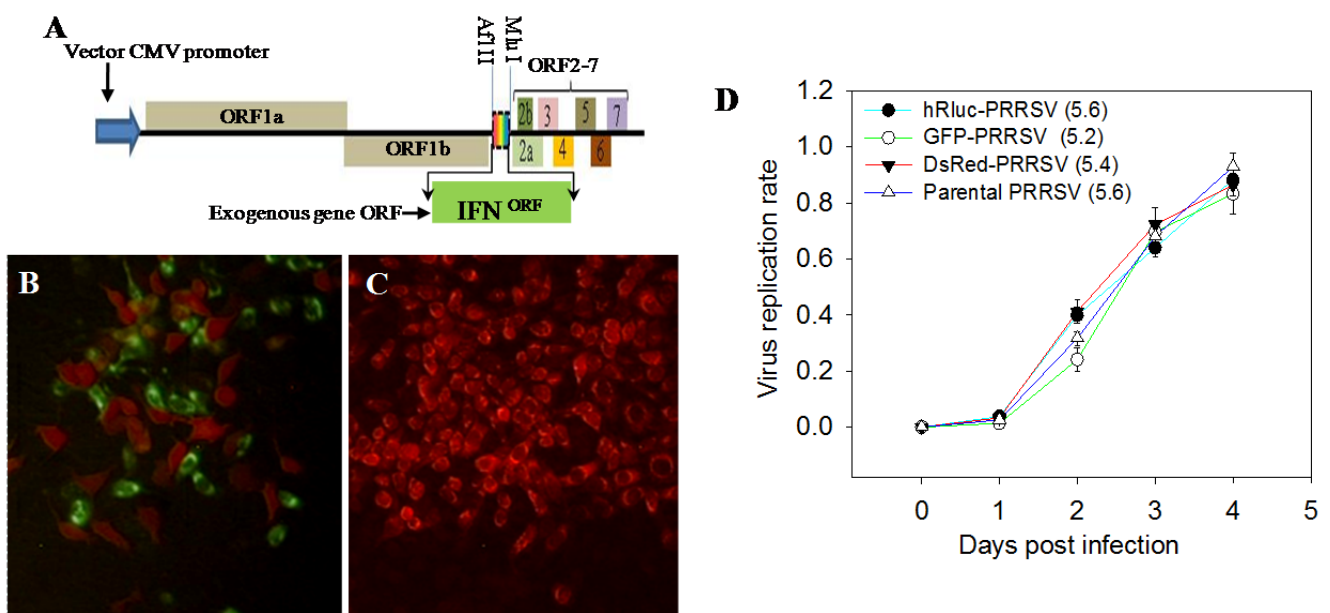 A
Vector CMV promoter
Afl II
Mlu I
ORF2-7
ORF1a
ORF1b
2b 3 5 7
2a 4 6
Exogenous gene ORF
IFN ORF
B
C
D
hRluc-PRRSV (5.6)
GFP-PRRSV (5.2)
DsRed-PRRSV (5.4)
Parental PRRSV (5.6)
Virus replication rate
1.2
1.0
0.8
0.6
0.4
0.2
0.0
0 1 2 3 4 5
Days post infection